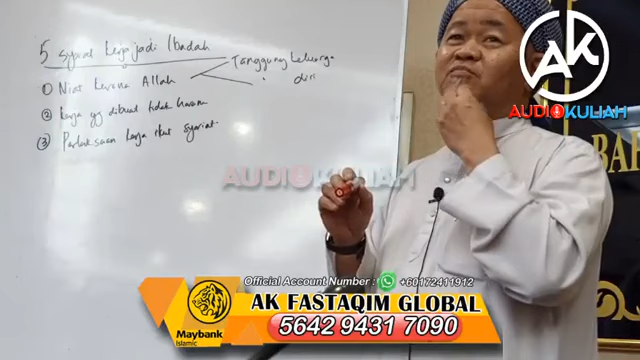 5 Syarat kerja jadi Ibadah
① Niat kerana Allah
Tanggung keluarga
diri
② kerja yg dibuat tidak haram
③ Perlaksanaan kerja ikut syariat
AK
AUDIOKULIAH
AUDIOKULIAH
BA
Official Account Number : +60172411912
AK FASTAQIM GLOBAL
5642 9431 7090
Maybank
Islamic